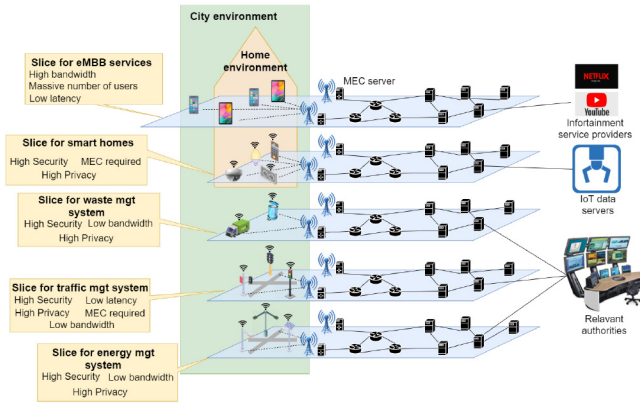 City environment
Home
environment
Slice for eMBB services
High bandwidth
Massive number of users
Low latency
MEC server
NETFLIX
YouTube
Infortainment
service providers
Slice for smart homes
High Security MEC required
High Privacy
IoT data
servers
Slice for waste mgt
system
High Security Low bandwidth
High Privacy
Slice for traffic mgt system
High Security Low latency
High Privacy MEC required
Low bandwidth
Relavant
authorities
Slice for energy mgt
system
High Security Low bandwidth
High Privacy